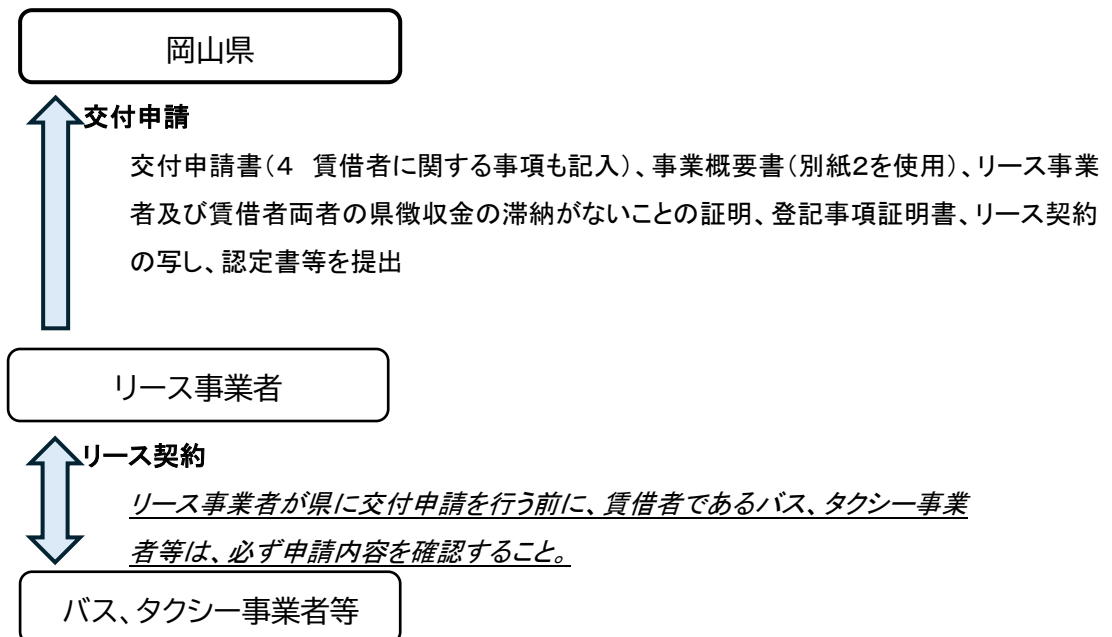 岡山県
交付申請
交付申請書（４　賃借者に関する事項も記入）、事業概要書（別紙２を使用）、リース事業
者及び賃借者両者の県徴収金の滞納がないことの証明、登記事項証明書、リース契約
の写し、認定書等を提出
リース事業者
リース契約
リース事業者が県に交付申請を行う前に、賃借者であるバス、タクシー事業
者等は、必ず申請内容を確認すること。
バス、タクシー事業者等